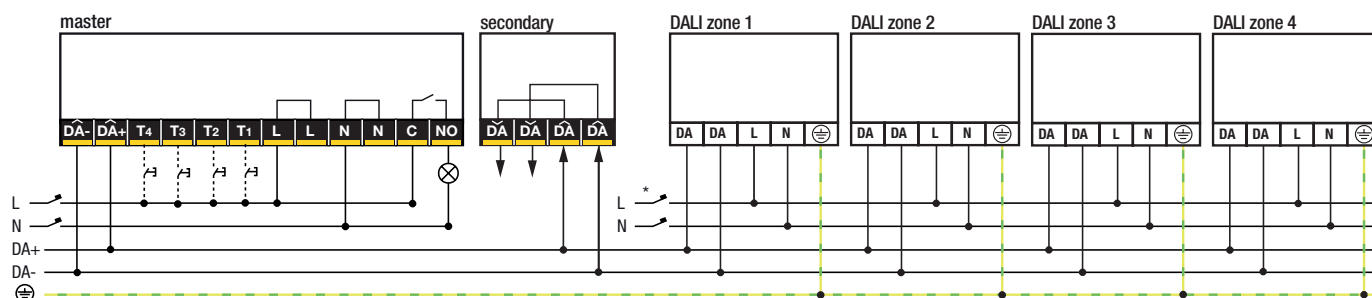 master
secondary
DALI zone 1
DALI zone 2
DALI zone 3
DALI zone 4
DA- DA+ T4 T3 T2 T1 L L N N C NO
DA DA DA DA
DA DA L N
DA DA L N
DA DA L N
DA DA L N
L
L *
N
N
DA+
DA-